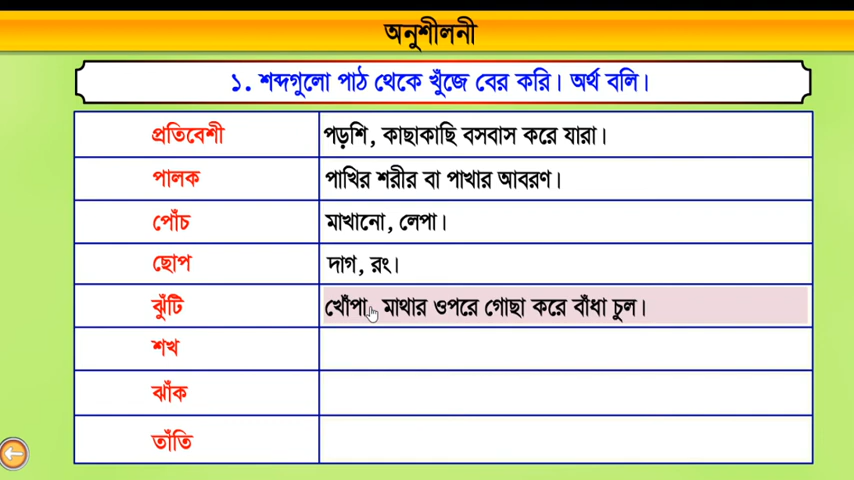 অনুশীলনী
১. শব্দগুলো পাঠ থেকে খুঁজে বের করি। অর্থ বলি।
প্রতিবেশী পড়শি, কাছাকাছি বসবাস করে যারা।
পালক পাখির শরীর বা পাখার আবরণ।
পোঁচ মাখানো, লেপা।
ছোপ দাগ, রং।
ঝুঁটি খোঁপা, মাথার ওপরে গোছা করে বাঁধা চুল।
শখ
ঝাঁক
তাঁতি